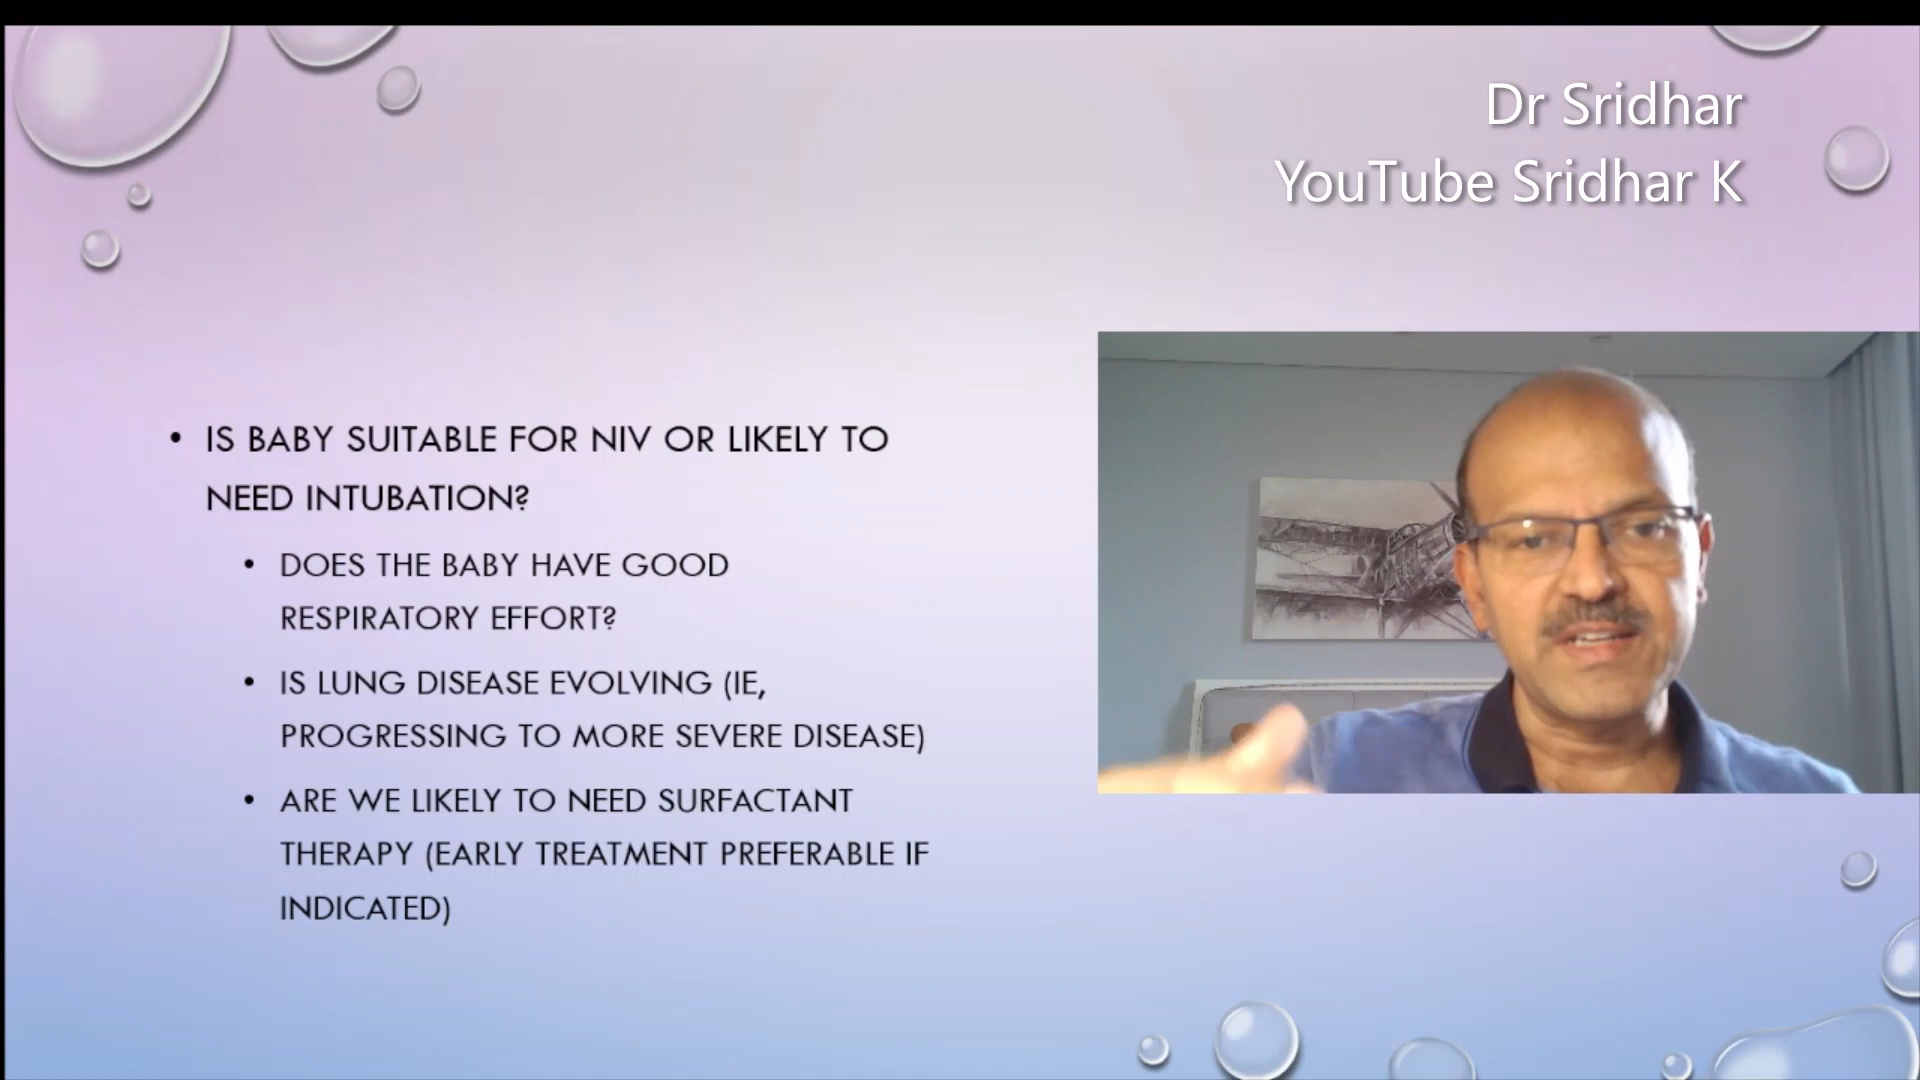 Dr Sridhar
YouTube Sridhar K
• IS BABY SUITABLE FOR NIV OR LIKELY TO
NEED INTUBATION?
• DOES THE BABY HAVE GOOD
RESPIRATORY EFFORT?
• IS LUNG DISEASE EVOLVING (IE,
PROGRESSING TO MORE SEVERE DISEASE)
• ARE WE LIKELY TO NEED SURFACTANT
THERAPY (EARLY TREATMENT PREFERABLE IF
INDICATED)